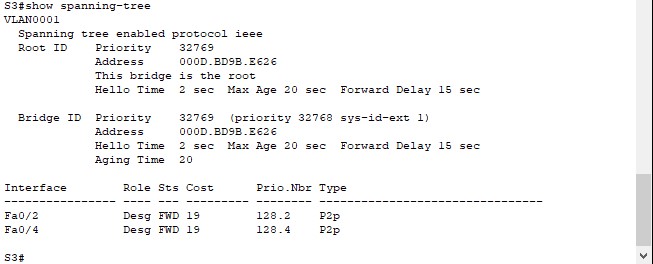 S3#show spanning-tree
VLAN0001
  Spanning tree enabled protocol ieee
  Root ID    Priority    32769
             Address     000D.BD9B.E626
             This bridge is the root
             Hello Time  2 sec  Max Age 20 sec  Forward Delay 15 sec

  Bridge ID  Priority    32769  (priority 32768 sys-id-ext 1)
             Address     000D.BD9B.E626
             Hello Time  2 sec  Max Age 20 sec  Forward Delay 15 sec
             Aging Time  20

Interface        Role Sts Cost      Prio.Nbr Type
---------------- ---- --- --------- -------- --------------------------------
Fa0/2            Desg FWD 19        128.2    P2p
Fa0/4            Desg FWD 19        128.4    P2p

S3#